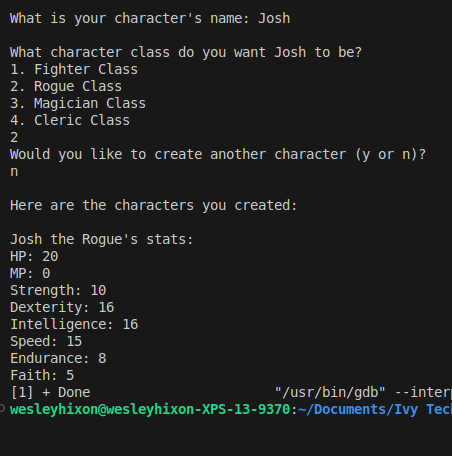 What is your character's name: Josh
What character class do you want Josh to be?
1. Fighter Class
2. Rogue Class
3. Magician Class
4. Cleric Class
2
Would you like to create another character (y or n)?
n
Here are the characters you created:
Josh the Rogue's stats:
HP: 20
MP: 0
Strength: 10
Dexterity: 16
Intelligence: 16
Speed: 15
Endurance: 8
Faith: 5
[1] + Done "/usr/bin/gdb" --interp
wesleyhixon@wesleyhixon-XPS-13-9370:~/Documents/Ivy Tec